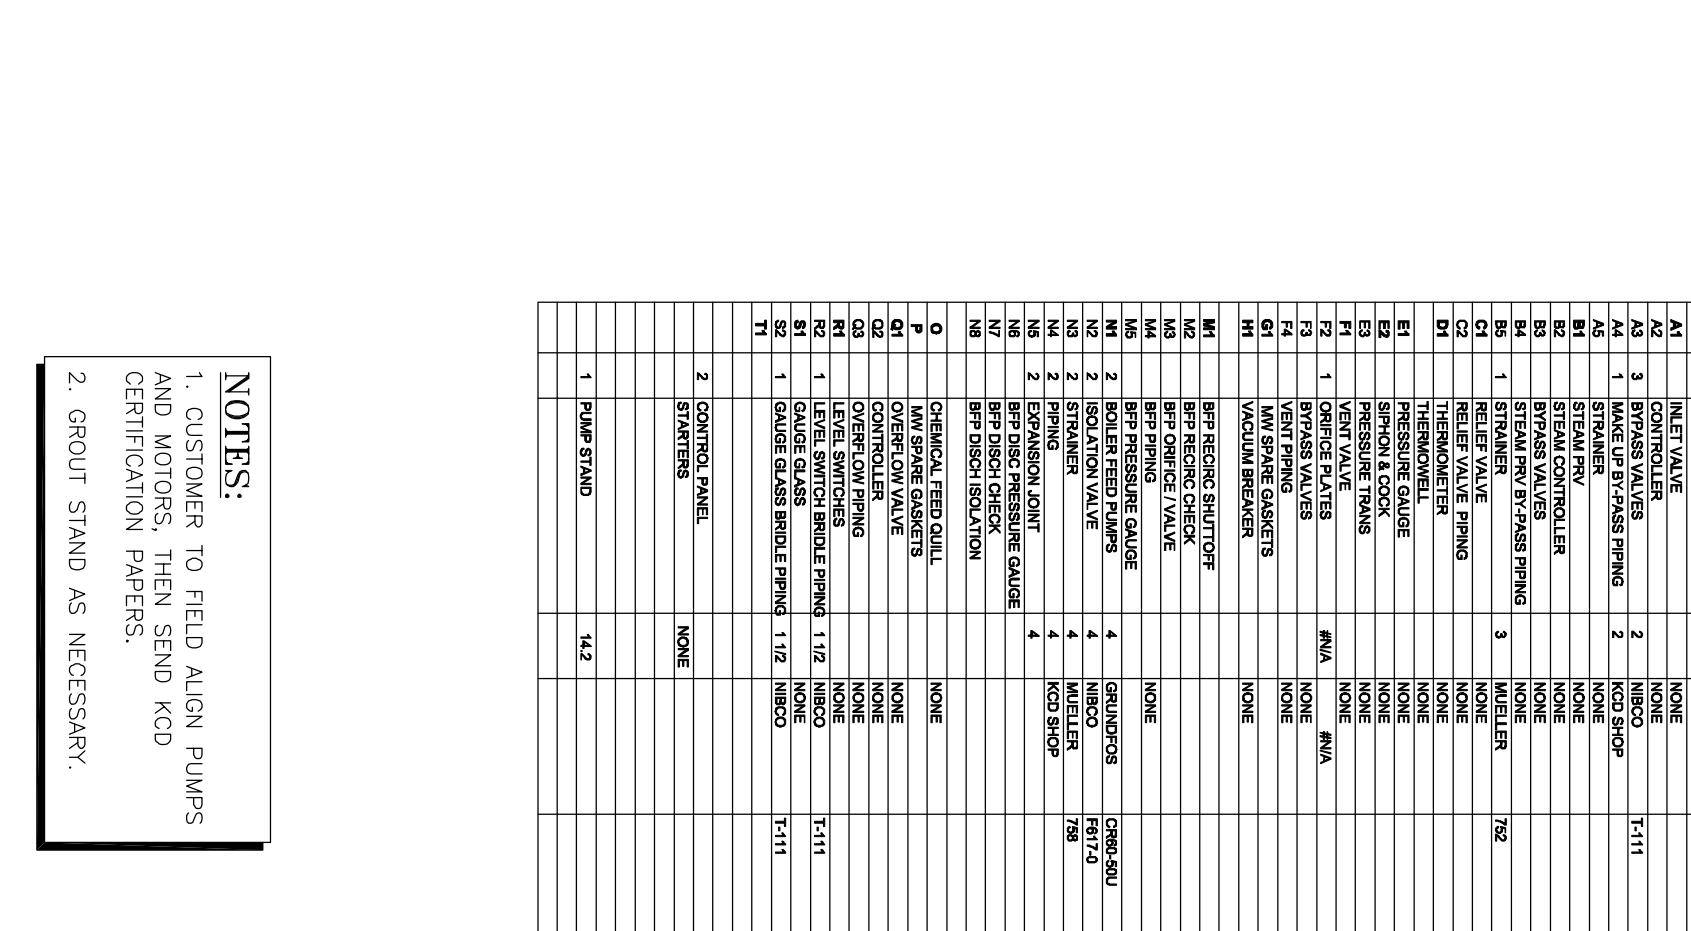 A1 INLET VALVE NONE
A2 CONTROLLER NONE
A3 3 BYPASS VALVES 2 NIBCO T-111
A4 1 MAKE UP BY-PASS PIPING 2 KCD SHOP
A5 STRAINER NONE
B1 STEAM PRV NONE
B2 STEAM CONTROLLER NONE
B3 BYPASS VALVES NONE
B4 STEAM PRV BY-PASS PIPING NONE
B5 1 STRAINER 3 MUELLER 752
C1 RELIEF VALVE NONE
C2 RELIEF VALVE PIPING NONE
D1 THERMOMETER NONE
THERMOWELL NONE
E1 PRESSURE GAUGE NONE
E2 SIPHON & COCK NONE
E3 PRESSURE TRANS NONE
F1 VENT VALVE NONE
F2 1 ORIFICE PLATES #N/A #N/A
F3 BYPASS VALVES NONE
F4 VENT PIPING NONE
G1 MW SPARE GASKETS
H1 VACUUM BREAKER NONE
M1 BFP RECIRC SHUTTOFF
M2 BFP RECIRC CHECK
M3 BFP ORIFICE / VALVE
M4 BFP PIPING NONE
M5 BFP PRESSURE GAUGE
N1 2 BOILER FEED PUMPS 4 GRUNDFOS CR60-50U
N2 2 ISOLATION VALVE 4 NIBCO F617-0
N3 2 STRAINER 4 MUELLER 758
N4 2 PIPING 4 KCD SHOP
N5 2 EXPANSION JOINT 4
N6 BFP DISC PRESSURE GAUGE
N7 BFP DISCH CHECK
N8 BFP DISCH ISOLATION
O CHEMICAL FEED QUILL NONE
P MW SPARE GASKETS
Q1 OVERFLOW VALVE NONE
Q2 CONTROLLER NONE
Q3 OVERFLOW PIPING NONE
R1 LEVEL SWITCHES NONE
R2 1 LEVEL SWITCH BRIDLE PIPING 1 1/2 NIBCO T-111
S1 GAUGE GLASS NONE
S2 1 GAUGE GLASS BRIDLE PIPING 1 1/2 NIBCO T-111
T1
2 CONTROL PANEL
STARTERS NONE
1 PUMP STAND 14.2
NOTES:
1. CUSTOMER TO FIELD ALIGN PUMPS
AND MOTORS, THEN SEND KCD
CERTIFICATION PAPERS.
2. GROUT STAND AS NECESSARY.